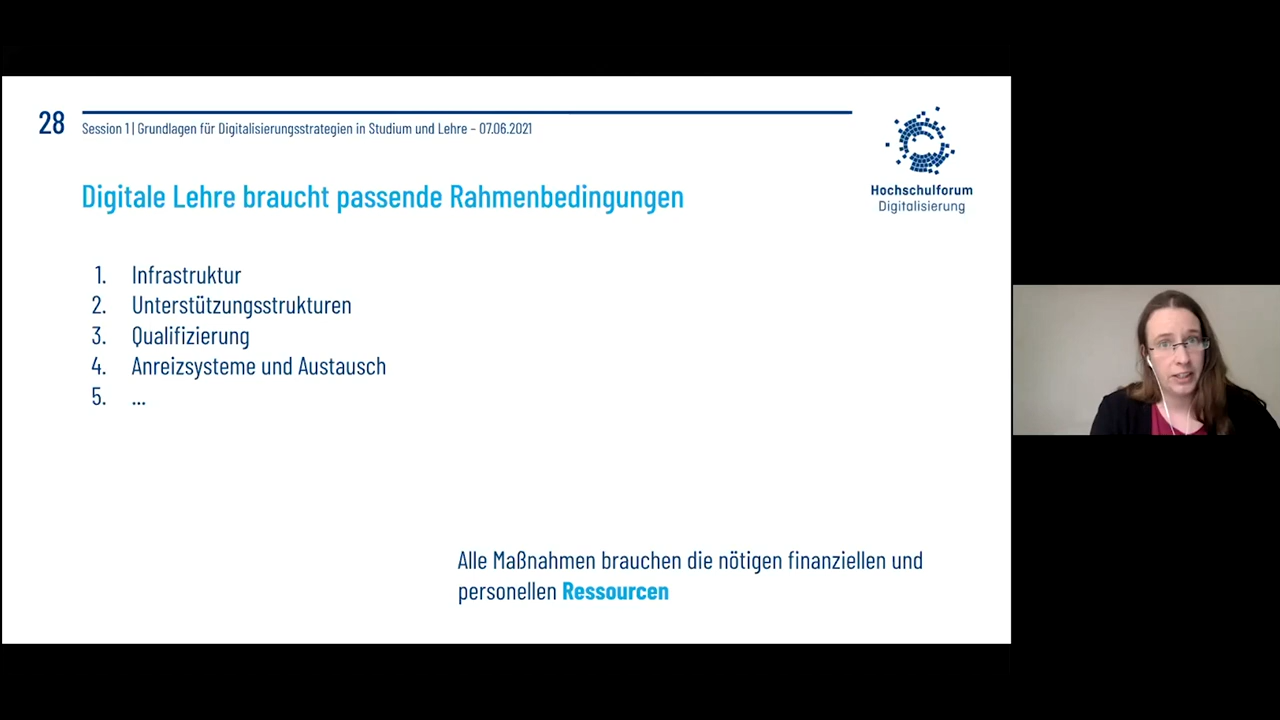 28
Session 1 | Grundlagen für Digitalisierungsstrategien in Studium und Lehre – 07.06.2021
Hochschulforum
Digitalisierung
Digitale Lehre braucht passende Rahmenbedingungen
1. Infrastruktur
2. Unterstützungsstrukturen
3. Qualifizierung
4. Anreizsysteme und Austausch
5. ...
Alle Maßnahmen brauchen die nötigen finanziellen und
personellen Ressourcen